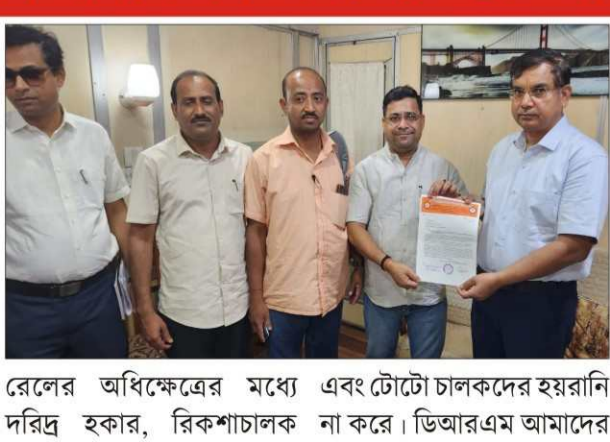 রেলের অধিক্ষেত্রের মধ্যে
দরিদ্র হকার, রিকশাচালক
এবং টোটো চালকদের হয়রানি
না করে। ডিআরএম আমাদের